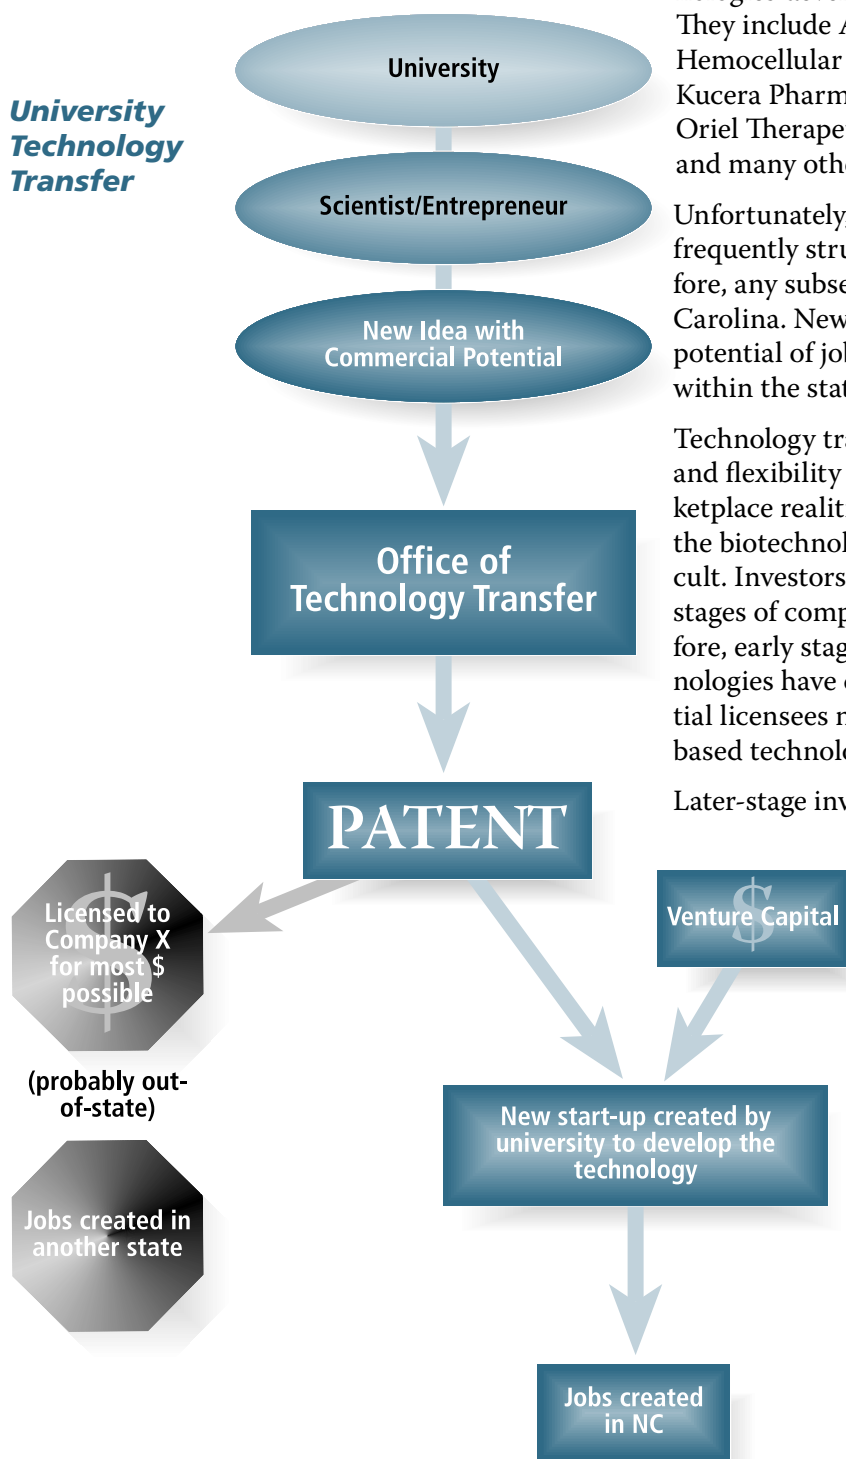 University
Technology
Transfer
University
Scientist/Entrepreneur
New Idea with
Commercial Potential
Office of
Technology Transfer
PATENT
$
Licensed to
Company X
for most $
possible
(probably out-
of-state)
Jobs created in
another state
$
Venture Capital
New start-up created by
university to develop the
technology
Jobs created
in NC
They include
Hemocellular
Kucera Pharm
Oriel Therape
and many othe
Unfortunately,
frequently stru
fore, any subse
Carolina. New
potential of jo
within the stat
Technology tra
and flexibility
ketplace realit
the biotechnol
cult. Investors
stages of comp
fore, early stag
nologies have
tial licensees
based technolo
Later-stage inv